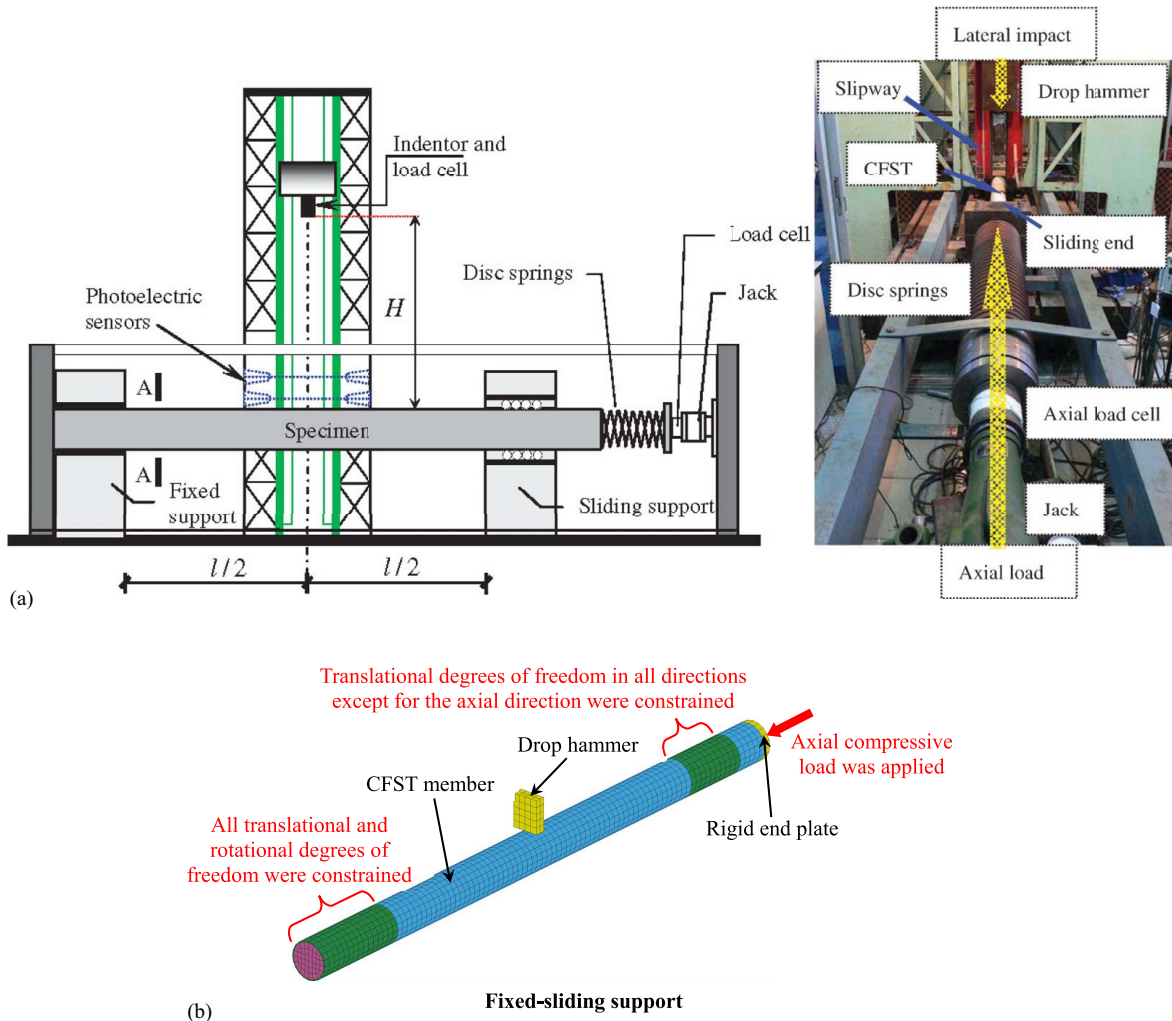 Indentor and
load cell
Load cell
Disc springs
Jack
H
Photoelectric
sensors
A
Specimen
A
Fixed
support
Sliding support
l/2
l/2
(a)
Lateral impact
Slipway
Drop hammer
CFST
Sliding end
Disc springs
Axial load cell
Jack
Axial load
Translational degrees of freedom in all directions
except for the axial direction were constrained
Drop hammer
Axial compressive
load was applied
CFST member
Rigid end plate
All translational and
rotational degrees of
freedom were constrained
(b)
Fixed-sliding support